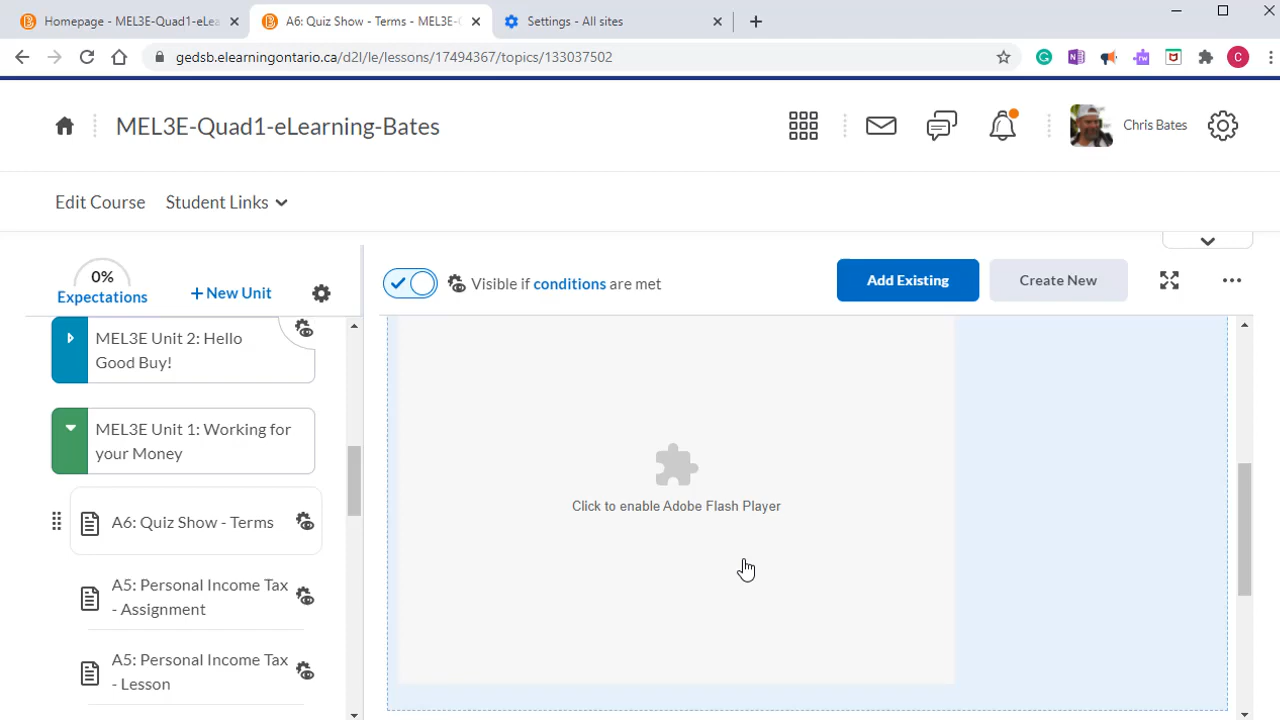 Homepage - MEL3E-Quad1-eLea
A6: Quiz Show - Terms - MEL3E-
Settings - All sites
gedsb.elearningontario.ca/d2l/le/lessons/17494367/topics/133037502
C
MEL3E-Quad1-eLearning-Bates
Chris Bates
Edit Course
Student Links
0%
Expectations
+ New Unit
Visible if conditions are met
Add Existing
Create New
MEL3E Unit 2: Hello
Good Buy!
MEL3E Unit 1: Working for
your Money
A6: Quiz Show - Terms
A5: Personal Income Tax
- Assignment
A5: Personal Income Tax
- Lesson
Click to enable Adobe Flash Player